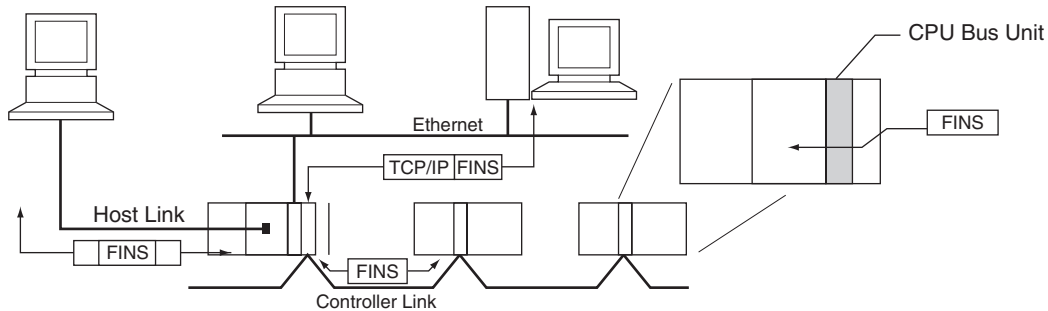 CPU Bus Unit
FINS
Ethernet
TCP/IP FINS
Host Link
FINS
FINS
Controller Link